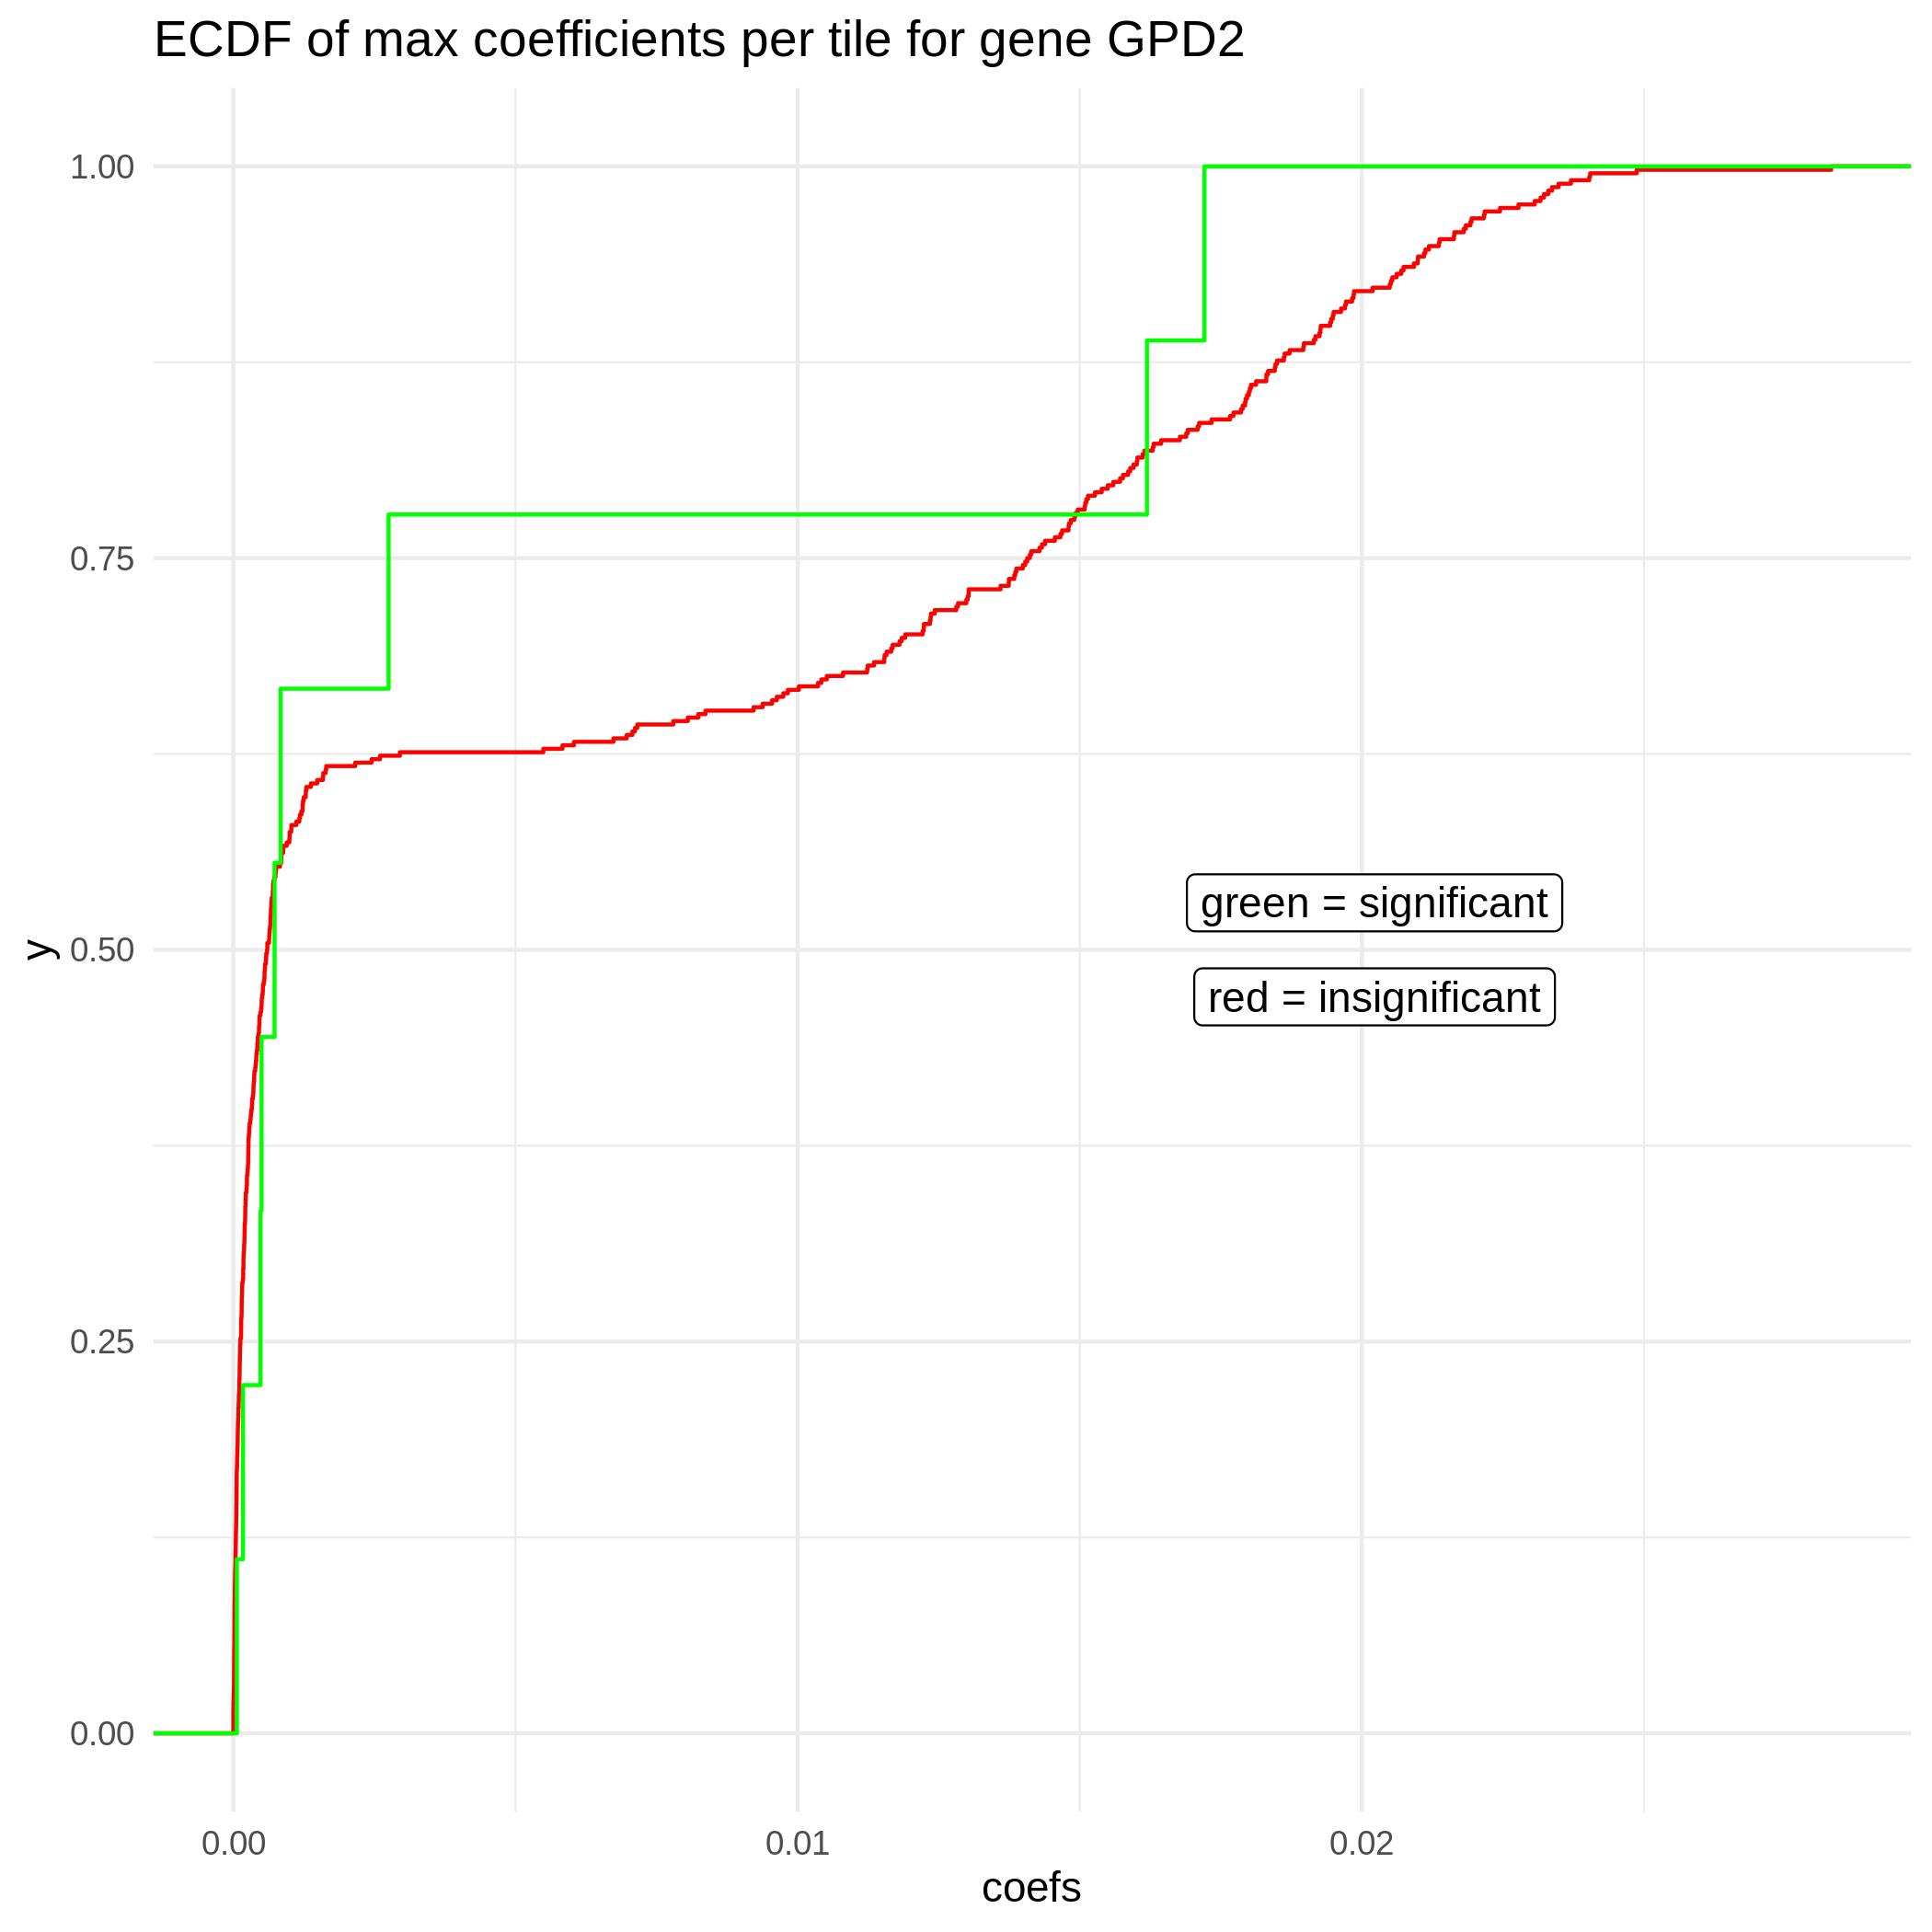 ECDF of max coefficients per tile for gene GPD2
1.00
0.75
0.50
0.25
0.00
y
green = significant
red = insignificant
0.00 0.01 0.02
coefs